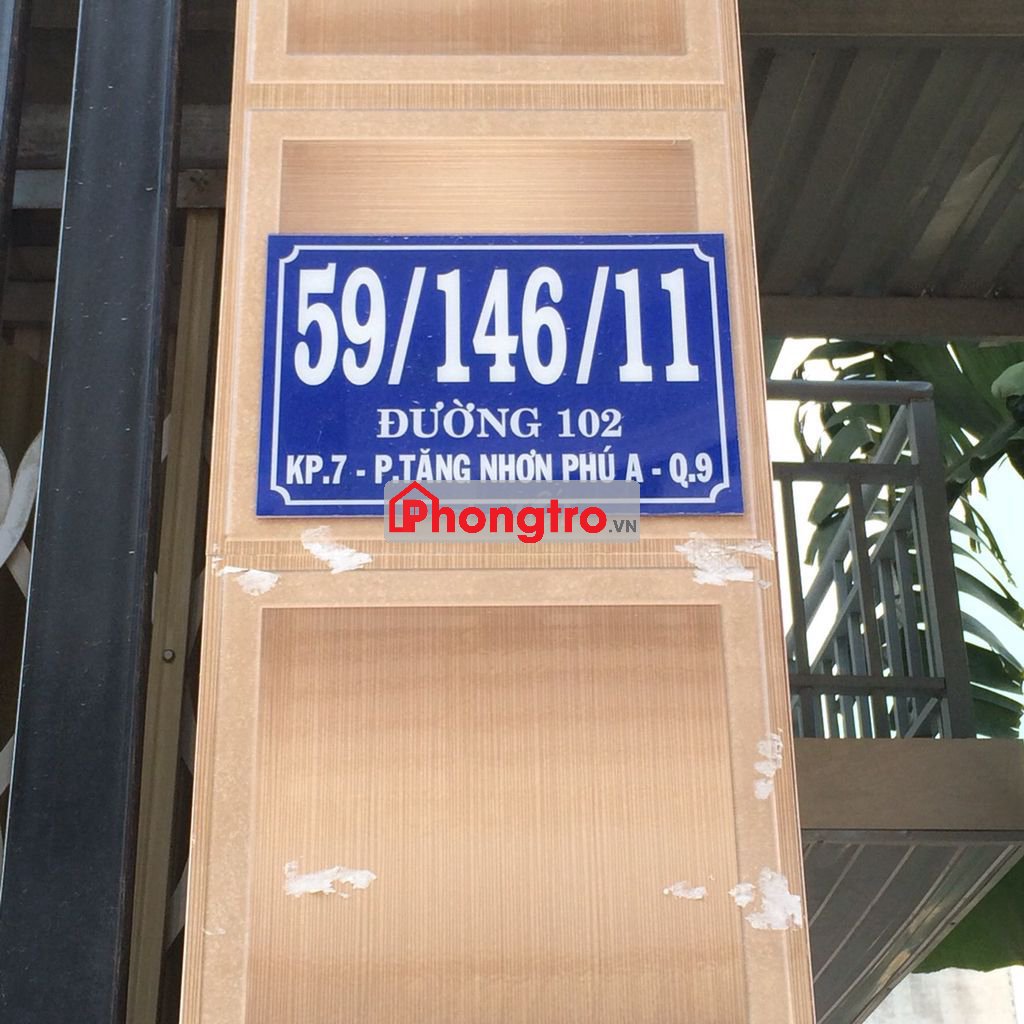 59/146/11
ĐƯỜNG 102
KP.7 - P.TĂNG NHƠN PHÚ A - Q.9
Phongtro.VN